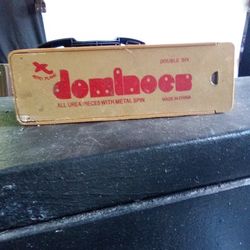 DOUBLE SIX
dominoes
ALL UREA PIECES WITH METAL SPIN
MADE IN CHINA